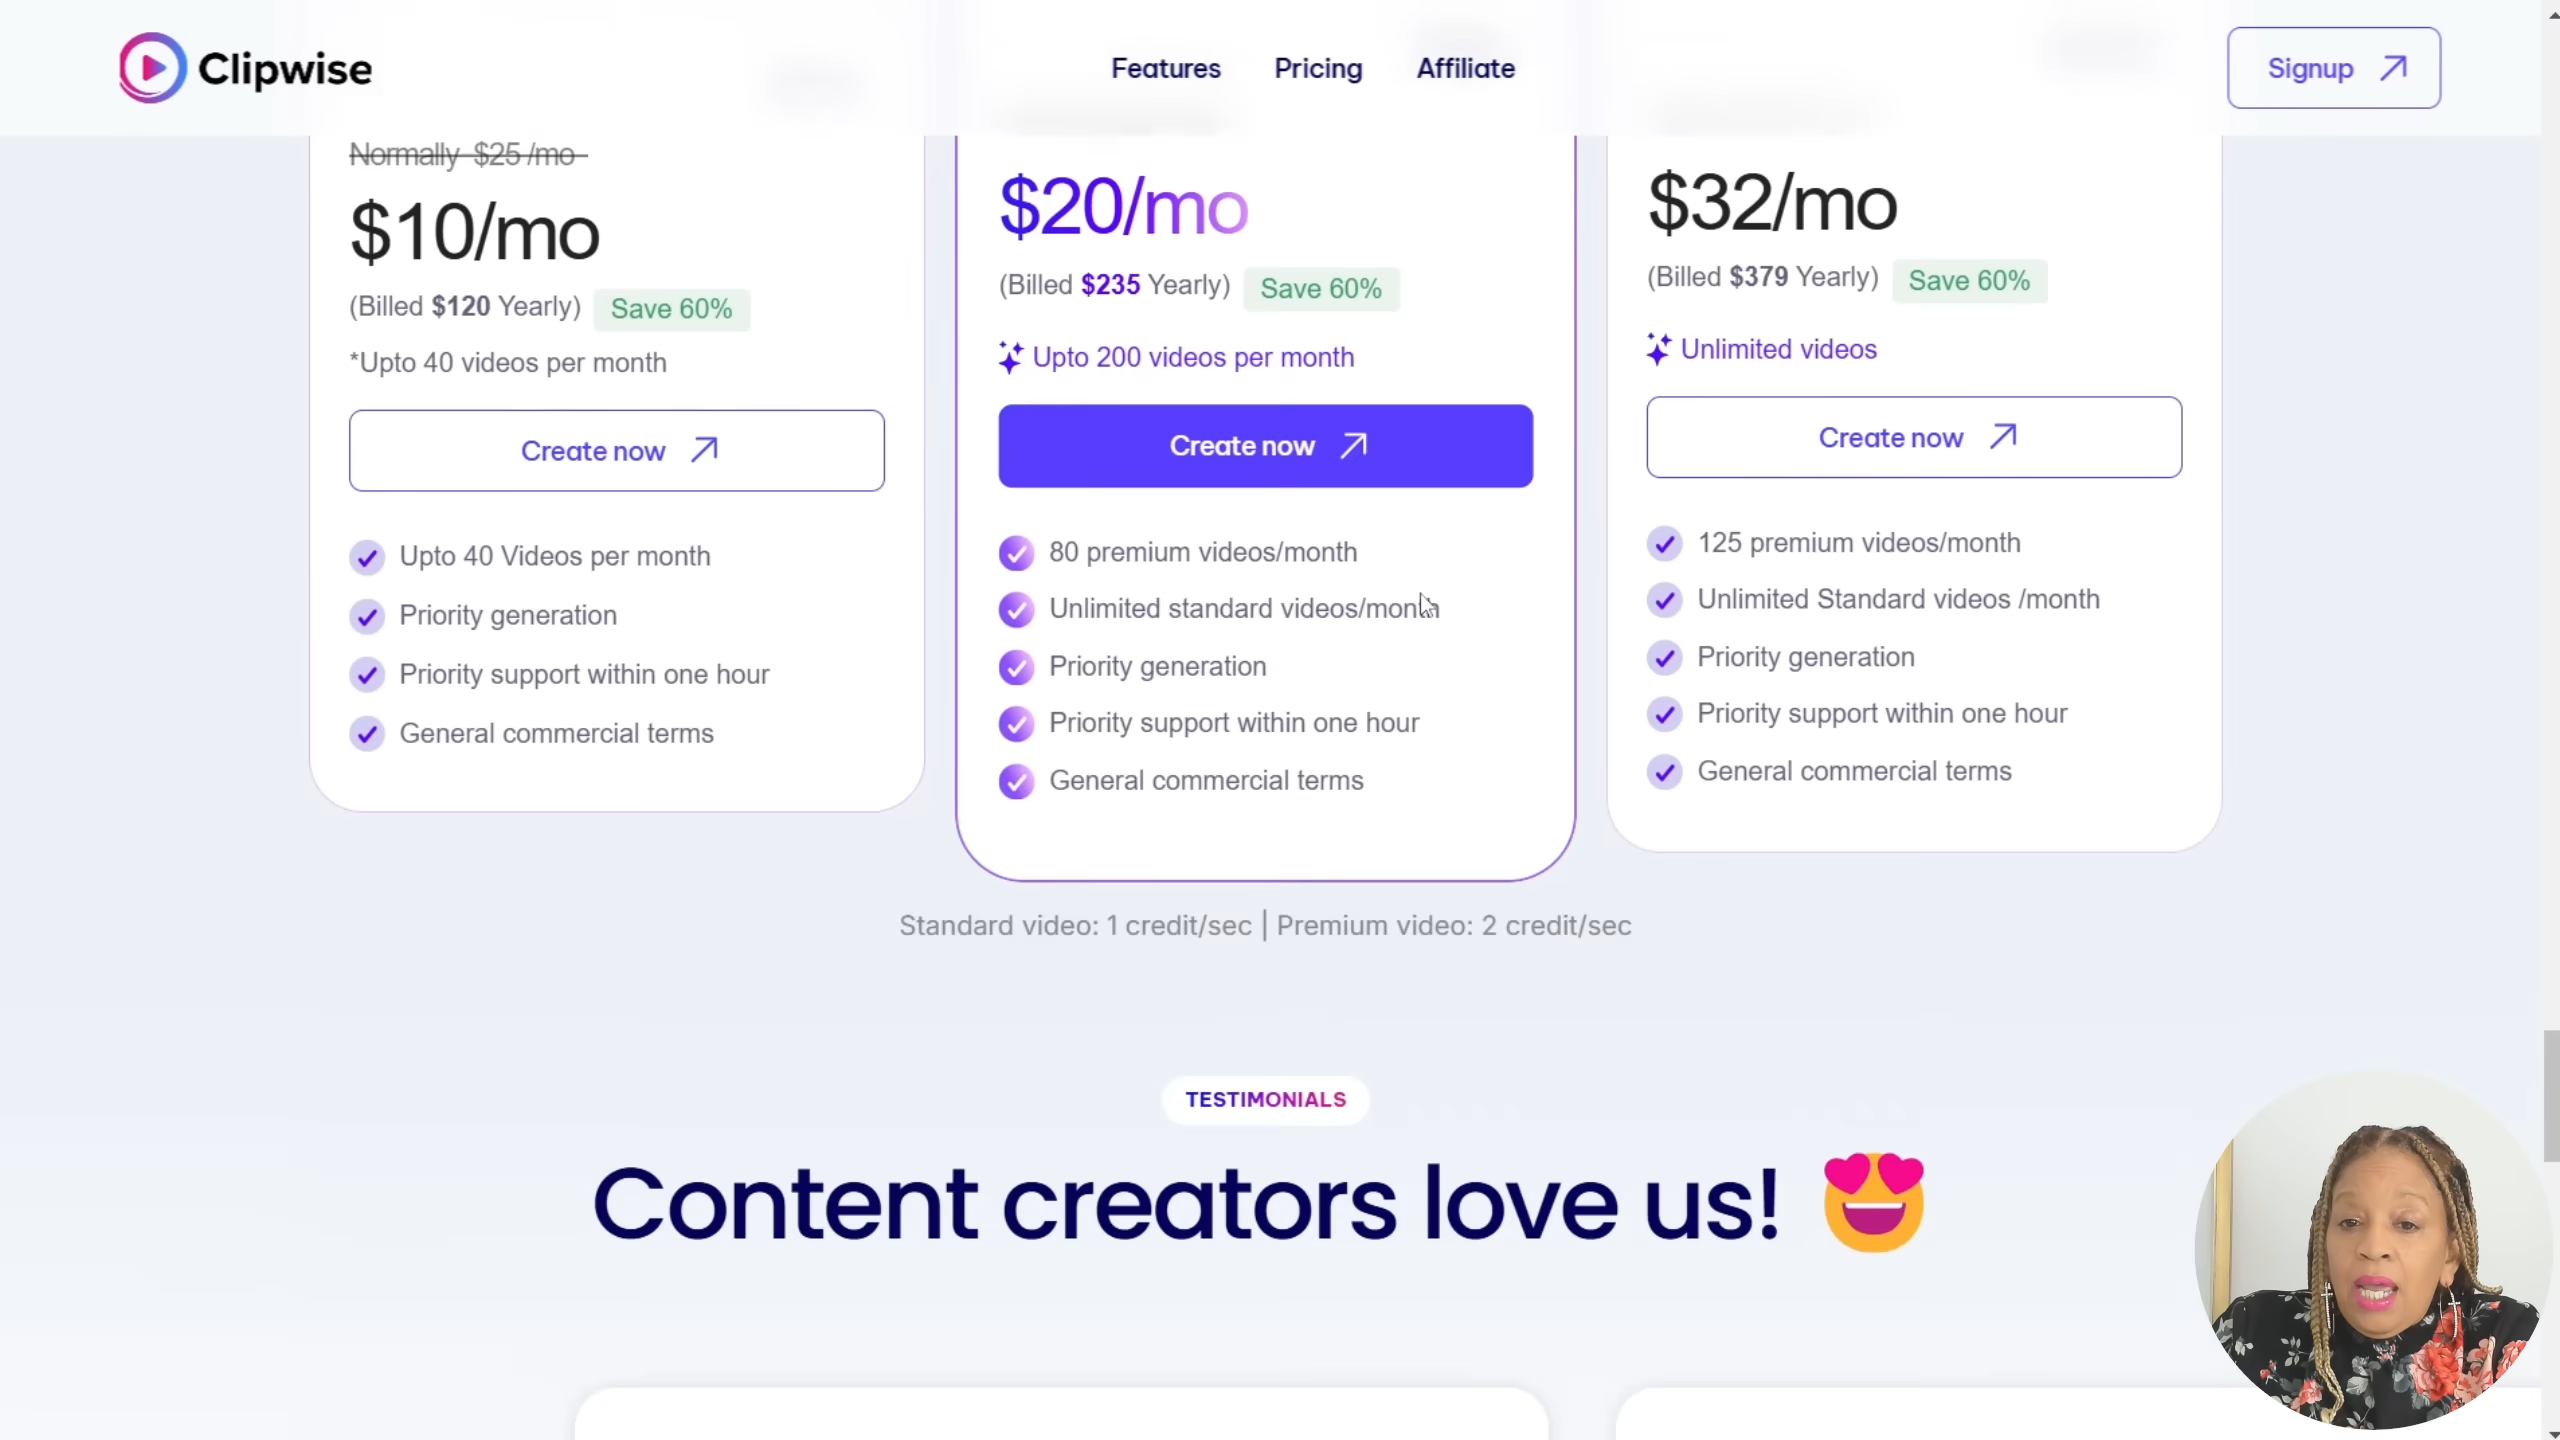 Clipwise
Features
Pricing
Affiliate
Signup
Normally $25 /mo
$10/mo
(Billed $120 Yearly)
Save 60%
*Upto 40 videos per month
Create now
Upto 40 Videos per month
Priority generation
Priority support within one hour
General commercial terms
$20/mo
(Billed $235 Yearly)
Save 60%
Upto 200 videos per month
Create now
80 premium videos/month
Unlimited standard videos/month
Priority generation
Priority support within one hour
General commercial terms
$32/mo
(Billed $379 Yearly)
Save 60%
Unlimited videos
Create now
125 premium videos/month
Unlimited Standard videos /month
Priority generation
Priority support within one hour
General commercial terms
Standard video: 1 credit/sec | Premium video: 2 credit/sec
TESTIMONIALS
Content creators love us!